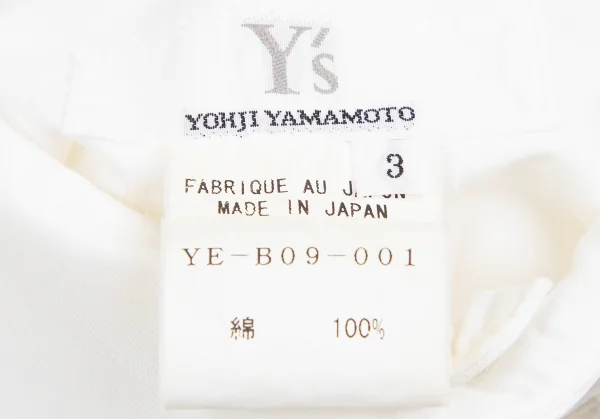 Y's
YOHJI YAMAMOTO
3
FABRIQUE AU JAPON
MADE IN JAPAN
YE-B09-001
綿 100%